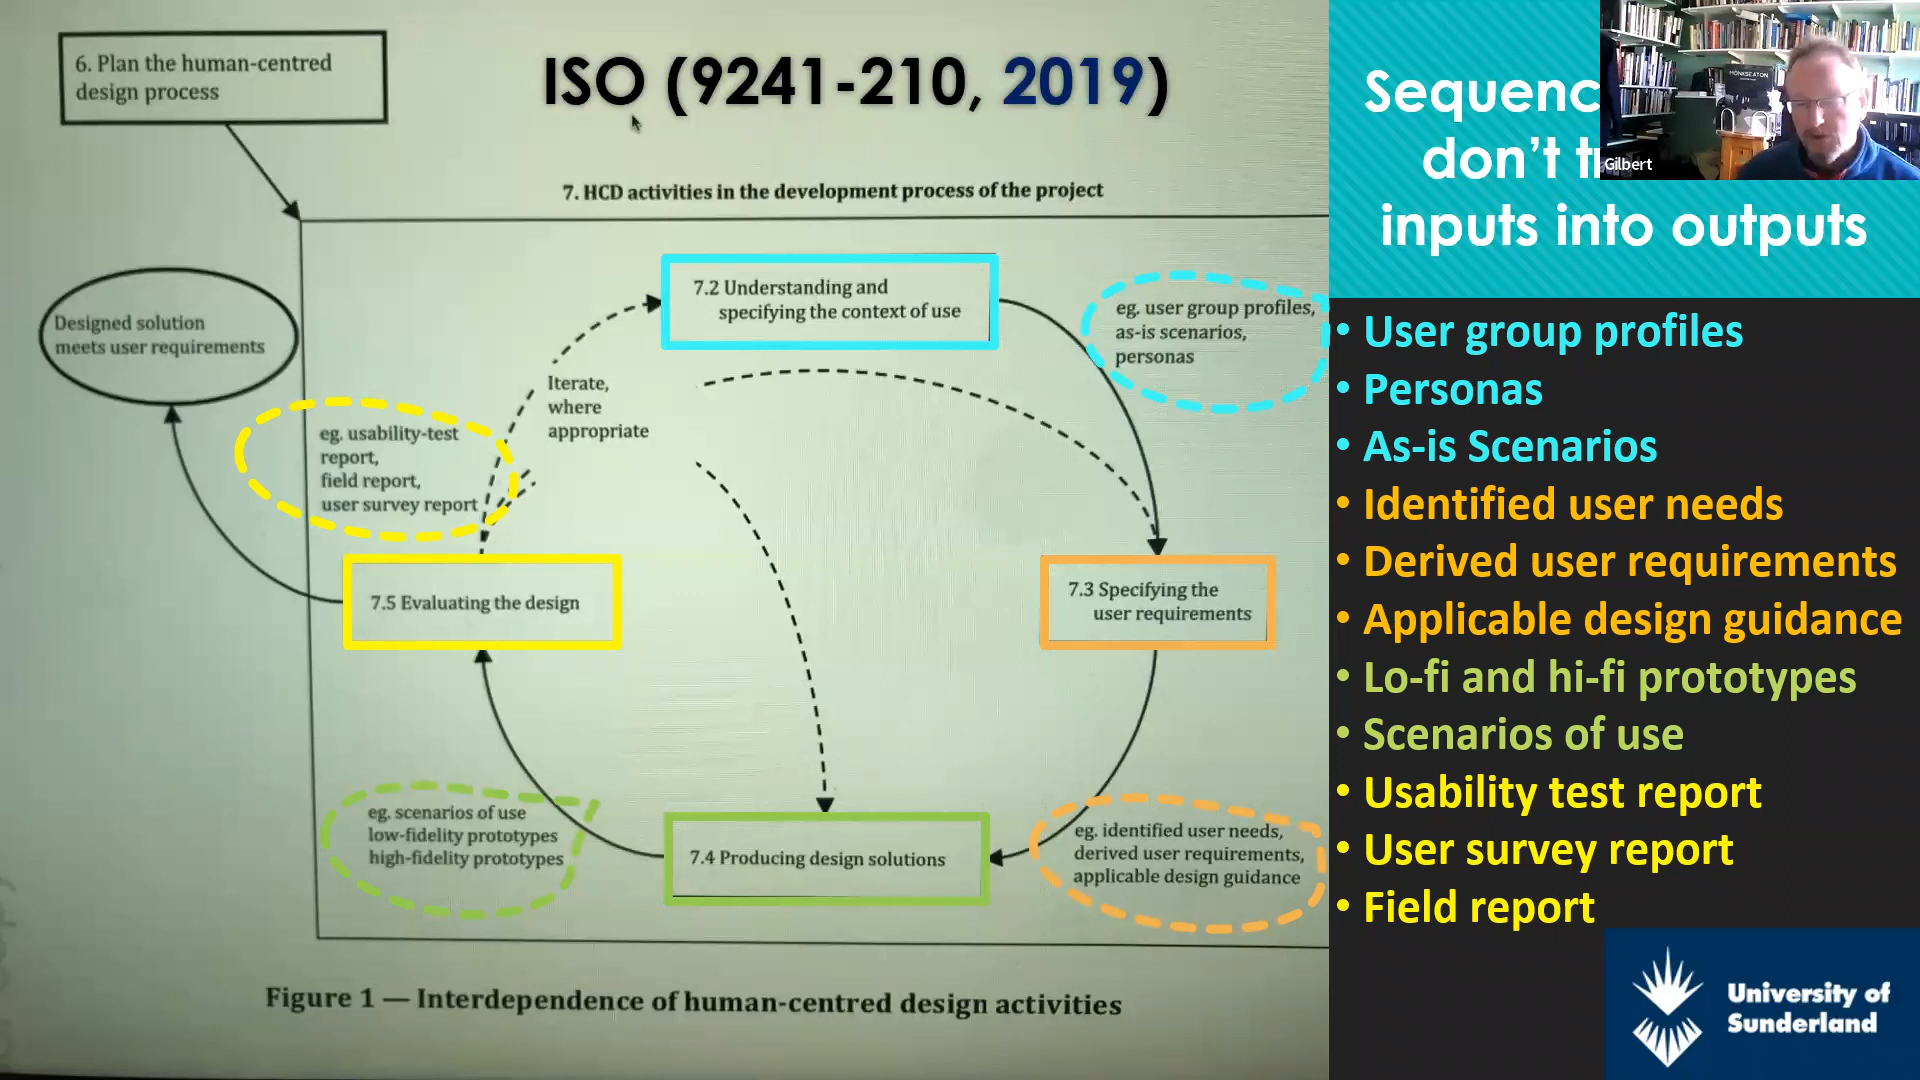 6. Plan the human-centred
design process
ISO (9241-210, 2019)
7. HCD activities in the development process of the project
7.2 Understanding and
specifying the context of use
eg. user group profiles,
as-is scenarios,
personas
Designed solution
meets user requirements
Iterate,
where
appropriate
eg. usability-test
report,
field report,
user survey report
7.5 Evaluating the design
7.3 Specifying the
user requirements
eg. scenarios of use
low-fidelity prototypes
high-fidelity prototypes
7.4 Producing design solutions
eg. identified user needs,
derived user requirements,
applicable design guidance
Figure 1 — Interdependence of human-centred design activities
Sequenc
don’t t
inputs into outputs
MONKSEATON
Gilbert
• User group profiles
• Personas
• As-is Scenarios
• Identified user needs
• Derived user requirements
• Applicable design guidance
• Lo-fi and hi-fi prototypes
• Scenarios of use
• Usability test report
• User survey report
• Field report
University of
Sunderland